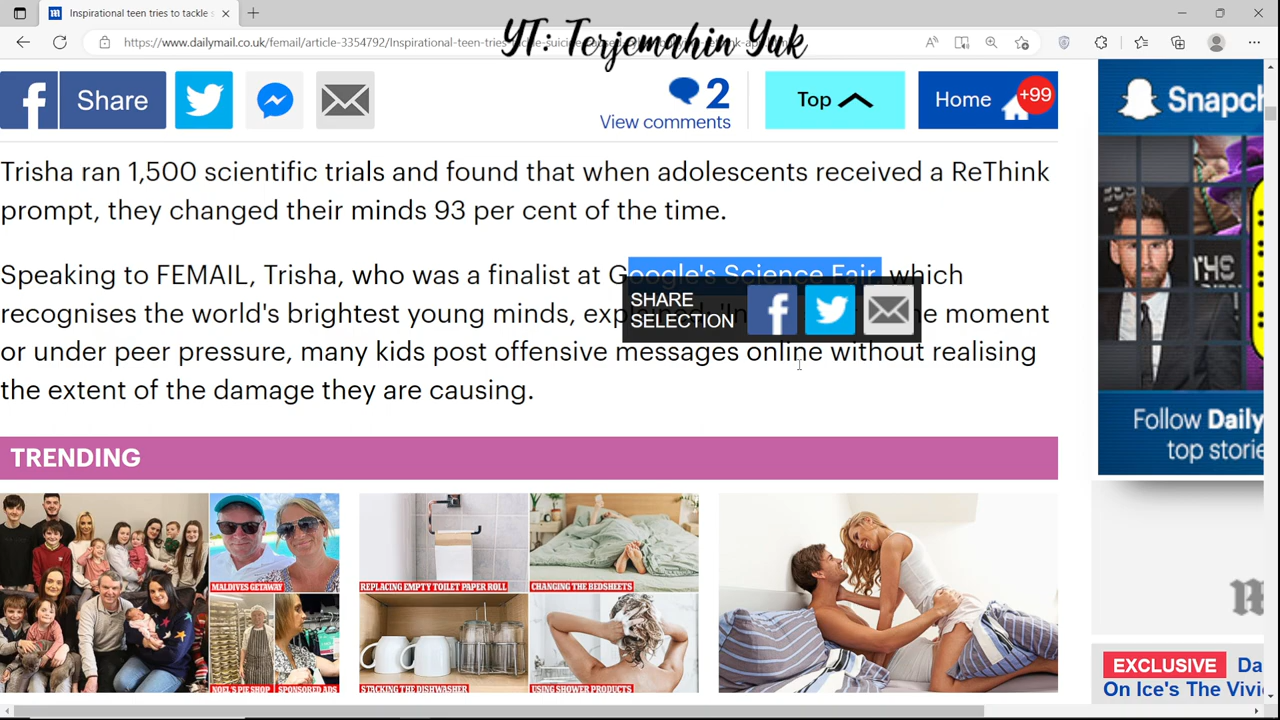 Inspirational teen tries to tackle s
YT: Terjemahin Yuk
https://www.dailymail.co.uk/femail/article-3354792/Inspirational-teen-tries
Share
2
View comments
Top
Home
+99
Snapch
Trisha ran 1,500 scientific trials and found that when adolescents received a ReThink
prompt, they changed their minds 93 per cent of the time.
Speaking to FEMAIL, Trisha, who was a finalist at Google's Science Fair, which
recognises the world's brightest young minds, explained
moment
SHARE
SELECTION
or under peer pressure, many kids post offensive messages online without realising
the extent of the damage they are causing.
THE
Follow Daily
top storie
TRENDING
MALDIVES GETAWAY
NOEL'S PIE SHOP
SPONSORED ADS
REPLACING EMPTY TOILET PAPER ROLL
CHANGING THE BEDSHEETS
STACKING THE DISHWASHER
USING SHOWER PRODUCTS
EXCLUSIVE Da
On Ice's The Vivi